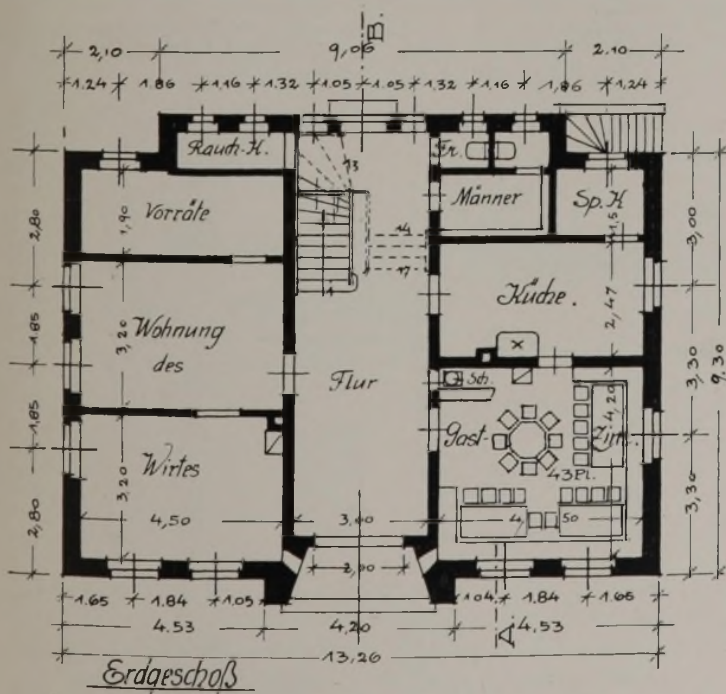 2,10 9,06 2.10
B.
1.24 1.86 1.16 1.32 1.05 1.05 1.32 1.16 1,86 1,24
Rauch-K. 13 Fr.
Vorräte Männer Sp. K
1,90 14 1,5
17
1
Küche.
2,47
Wohnung
des
3,20
Flur
Sch.
4,20
Gast- Zim.
43 Pl.
Wirtes
3,20
4,50 3,00 4, 50
2,00
2,80
1.85
1,85
2,80
3,00
3,30
3,30
9,30
1.65 1.84 1.05 1.04 1.84 1.65
4.53 4,20 4.53
A.
13,26
Erdgeschoß